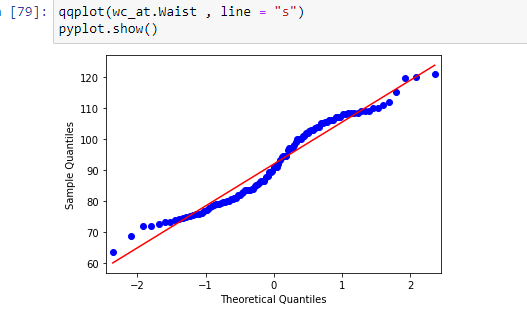 [79]: qqplot(wc_at.Waist , line = "s")
pyplot.show()
120
110
100
90
80
70
60
Sample Quantiles
−2 −1 0 1 2
Theoretical Quantiles